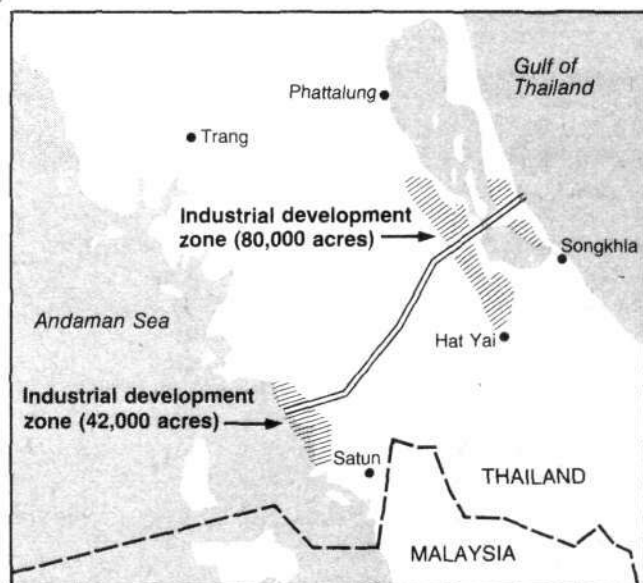 Gulf of
Thailand
Phattalung
Trang
Industrial development
zone (80,000 acres)
Songkhla
Andaman Sea
Hat Yai
Industrial development
zone (42,000 acres)
Satun
THAILAND
MALAYSIA